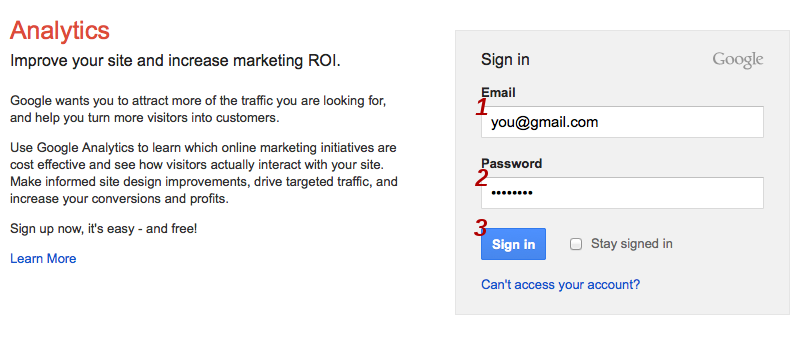 Analytics
Improve your site and increase marketing ROI.
Google wants you to attract more of the traffic you are looking for,
and help you turn more visitors into customers.
Use Google Analytics to learn which online marketing initiatives are
cost effective and see how visitors actually interact with your site.
Make informed site design improvements, drive targeted traffic, and
increase your conversions and profits.
Sign up now, it's easy - and free!
Learn More
Sign in
Google
Email
1
you@gmail.com
Password
2
••••••••
3
Sign in
Stay signed in
Can't access your account?